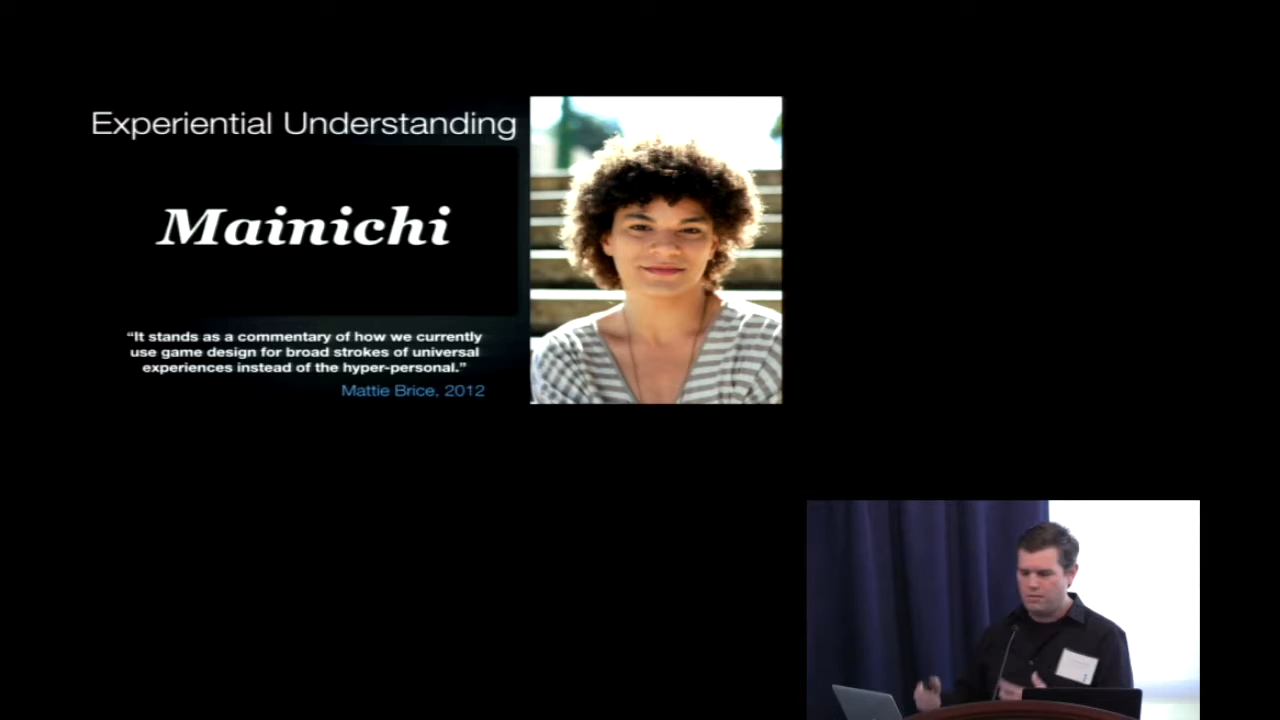 Experiential Understanding
Mainichi
“It stands as a commentary of how we currently
use game design for broad strokes of universal
experiences instead of the hyper-personal.”
Mattie Brice, 2012